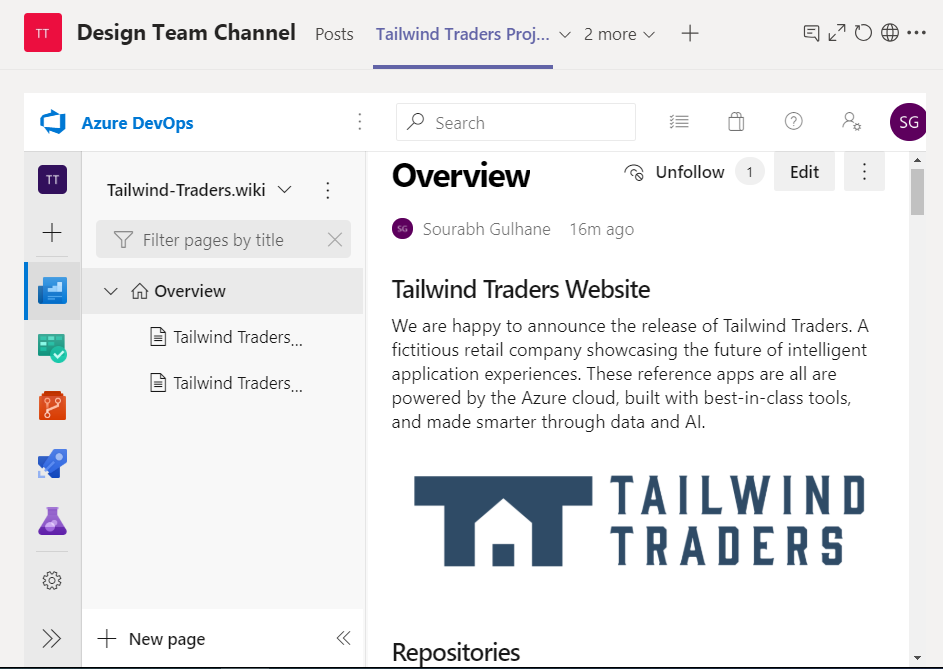 TT Design Team Channel Posts Tailwind Traders Proj... 2 more
Azure DevOps Search SG
TT
Tailwind-Traders.wiki
Filter pages by title
Overview
Tailwind Traders...
Tailwind Traders...
New page
Overview Unfollow 1 Edit
SG Sourabh Gulhane 16m ago
Tailwind Traders Website
We are happy to announce the release of Tailwind Traders. A
fictitious retail company showcasing the future of intelligent
application experiences. These reference apps are all are
powered by the Azure cloud, built with best-in-class tools,
and made smarter through data and AI.
TAILWIND
TRADERS
Repositories